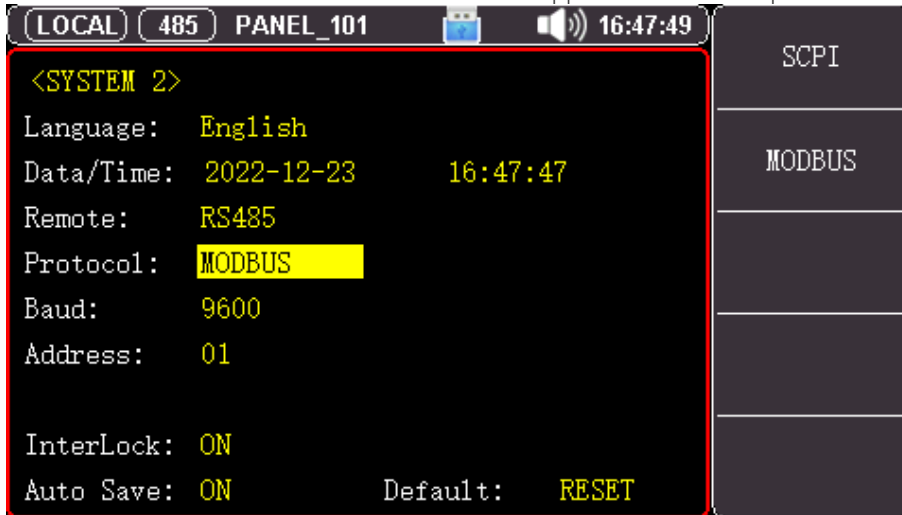 LOCAL 485 PANEL_101 16:47:49
<SYSTEM 2>
Language: English
Data/Time: 2022-12-23 16:47:47
Remote: RS485
Protocol: MODBUS
Baud: 9600
Address: 01
InterLock: ON
Auto Save: ON Default: RESET
SCPI
MODBUS